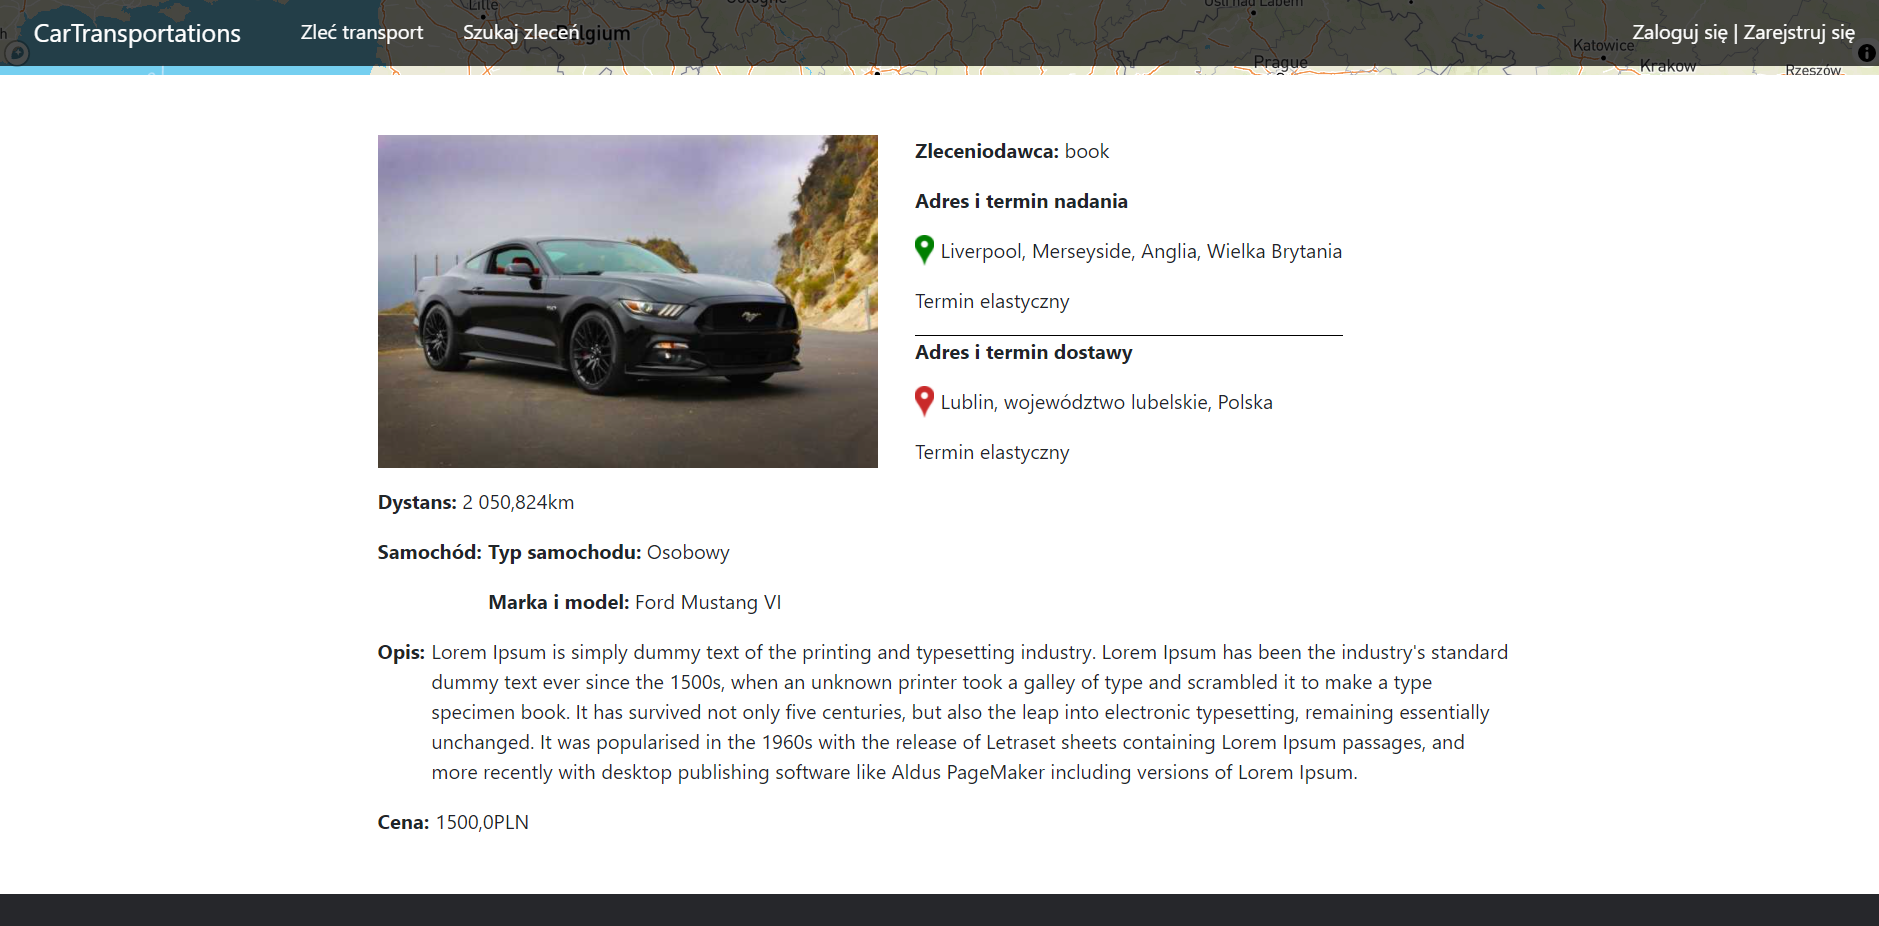 CarTransportations Zleć transport Szukaj zleceń Zaloguj się | Zarejstruj się
Lille
Belgium
Prague
Katowice
Krakow
Rzeszów
Zleceniodawca: book
Adres i termin nadania
Liverpool, Merseyside, Anglia, Wielka Brytania
Termin elastyczny
Adres i termin dostawy
Lublin, województwo lubelskie, Polska
Termin elastyczny
Dystans: 2 050,824km
Samochód: Typ samochodu: Osobowy
Marka i model: Ford Mustang VI
Opis: Lorem Ipsum is simply dummy text of the printing and typesetting industry. Lorem Ipsum has been the industry's standard
dummy text ever since the 1500s, when an unknown printer took a galley of type and scrambled it to make a type
specimen book. It has survived not only five centuries, but also the leap into electronic typesetting, remaining essentially
unchanged. It was popularised in the 1960s with the release of Letraset sheets containing Lorem Ipsum passages, and
more recently with desktop publishing software like Aldus PageMaker including versions of Lorem Ipsum.
Cena: 1500,0PLN